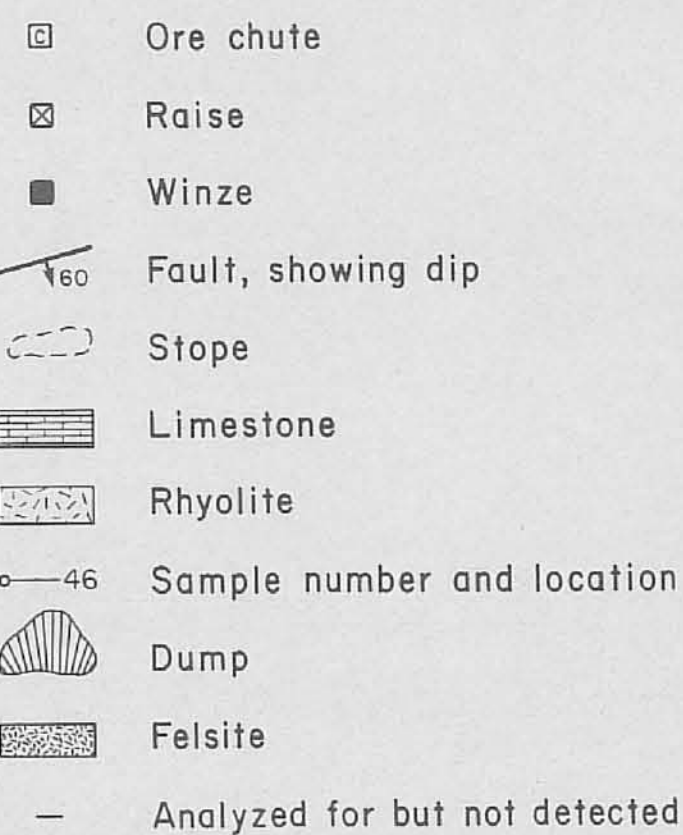 C Ore chute
Raise
Winze
60 Fault, showing dip
Stope
Limestone
Rhyolite
46 Sample number and location
Dump
Felsite
— Analyzed for but not detected